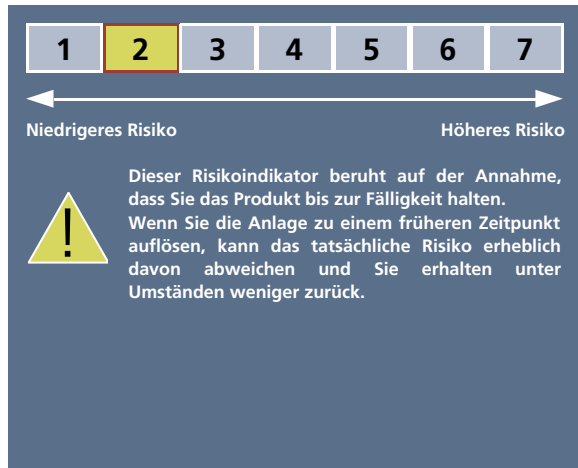 1 2 3 4 5 6 7
Niedrigeres Risiko Höheres Risiko
Dieser Risikoindikator beruht auf der Annahme,
dass Sie das Produkt bis zur Fälligkeit halten.
Wenn Sie die Anlage zu einem früheren Zeitpunkt
auflösen, kann das tatsächliche Risiko erheblich
davon abweichen und Sie erhalten unter
Umständen weniger zurück.
!